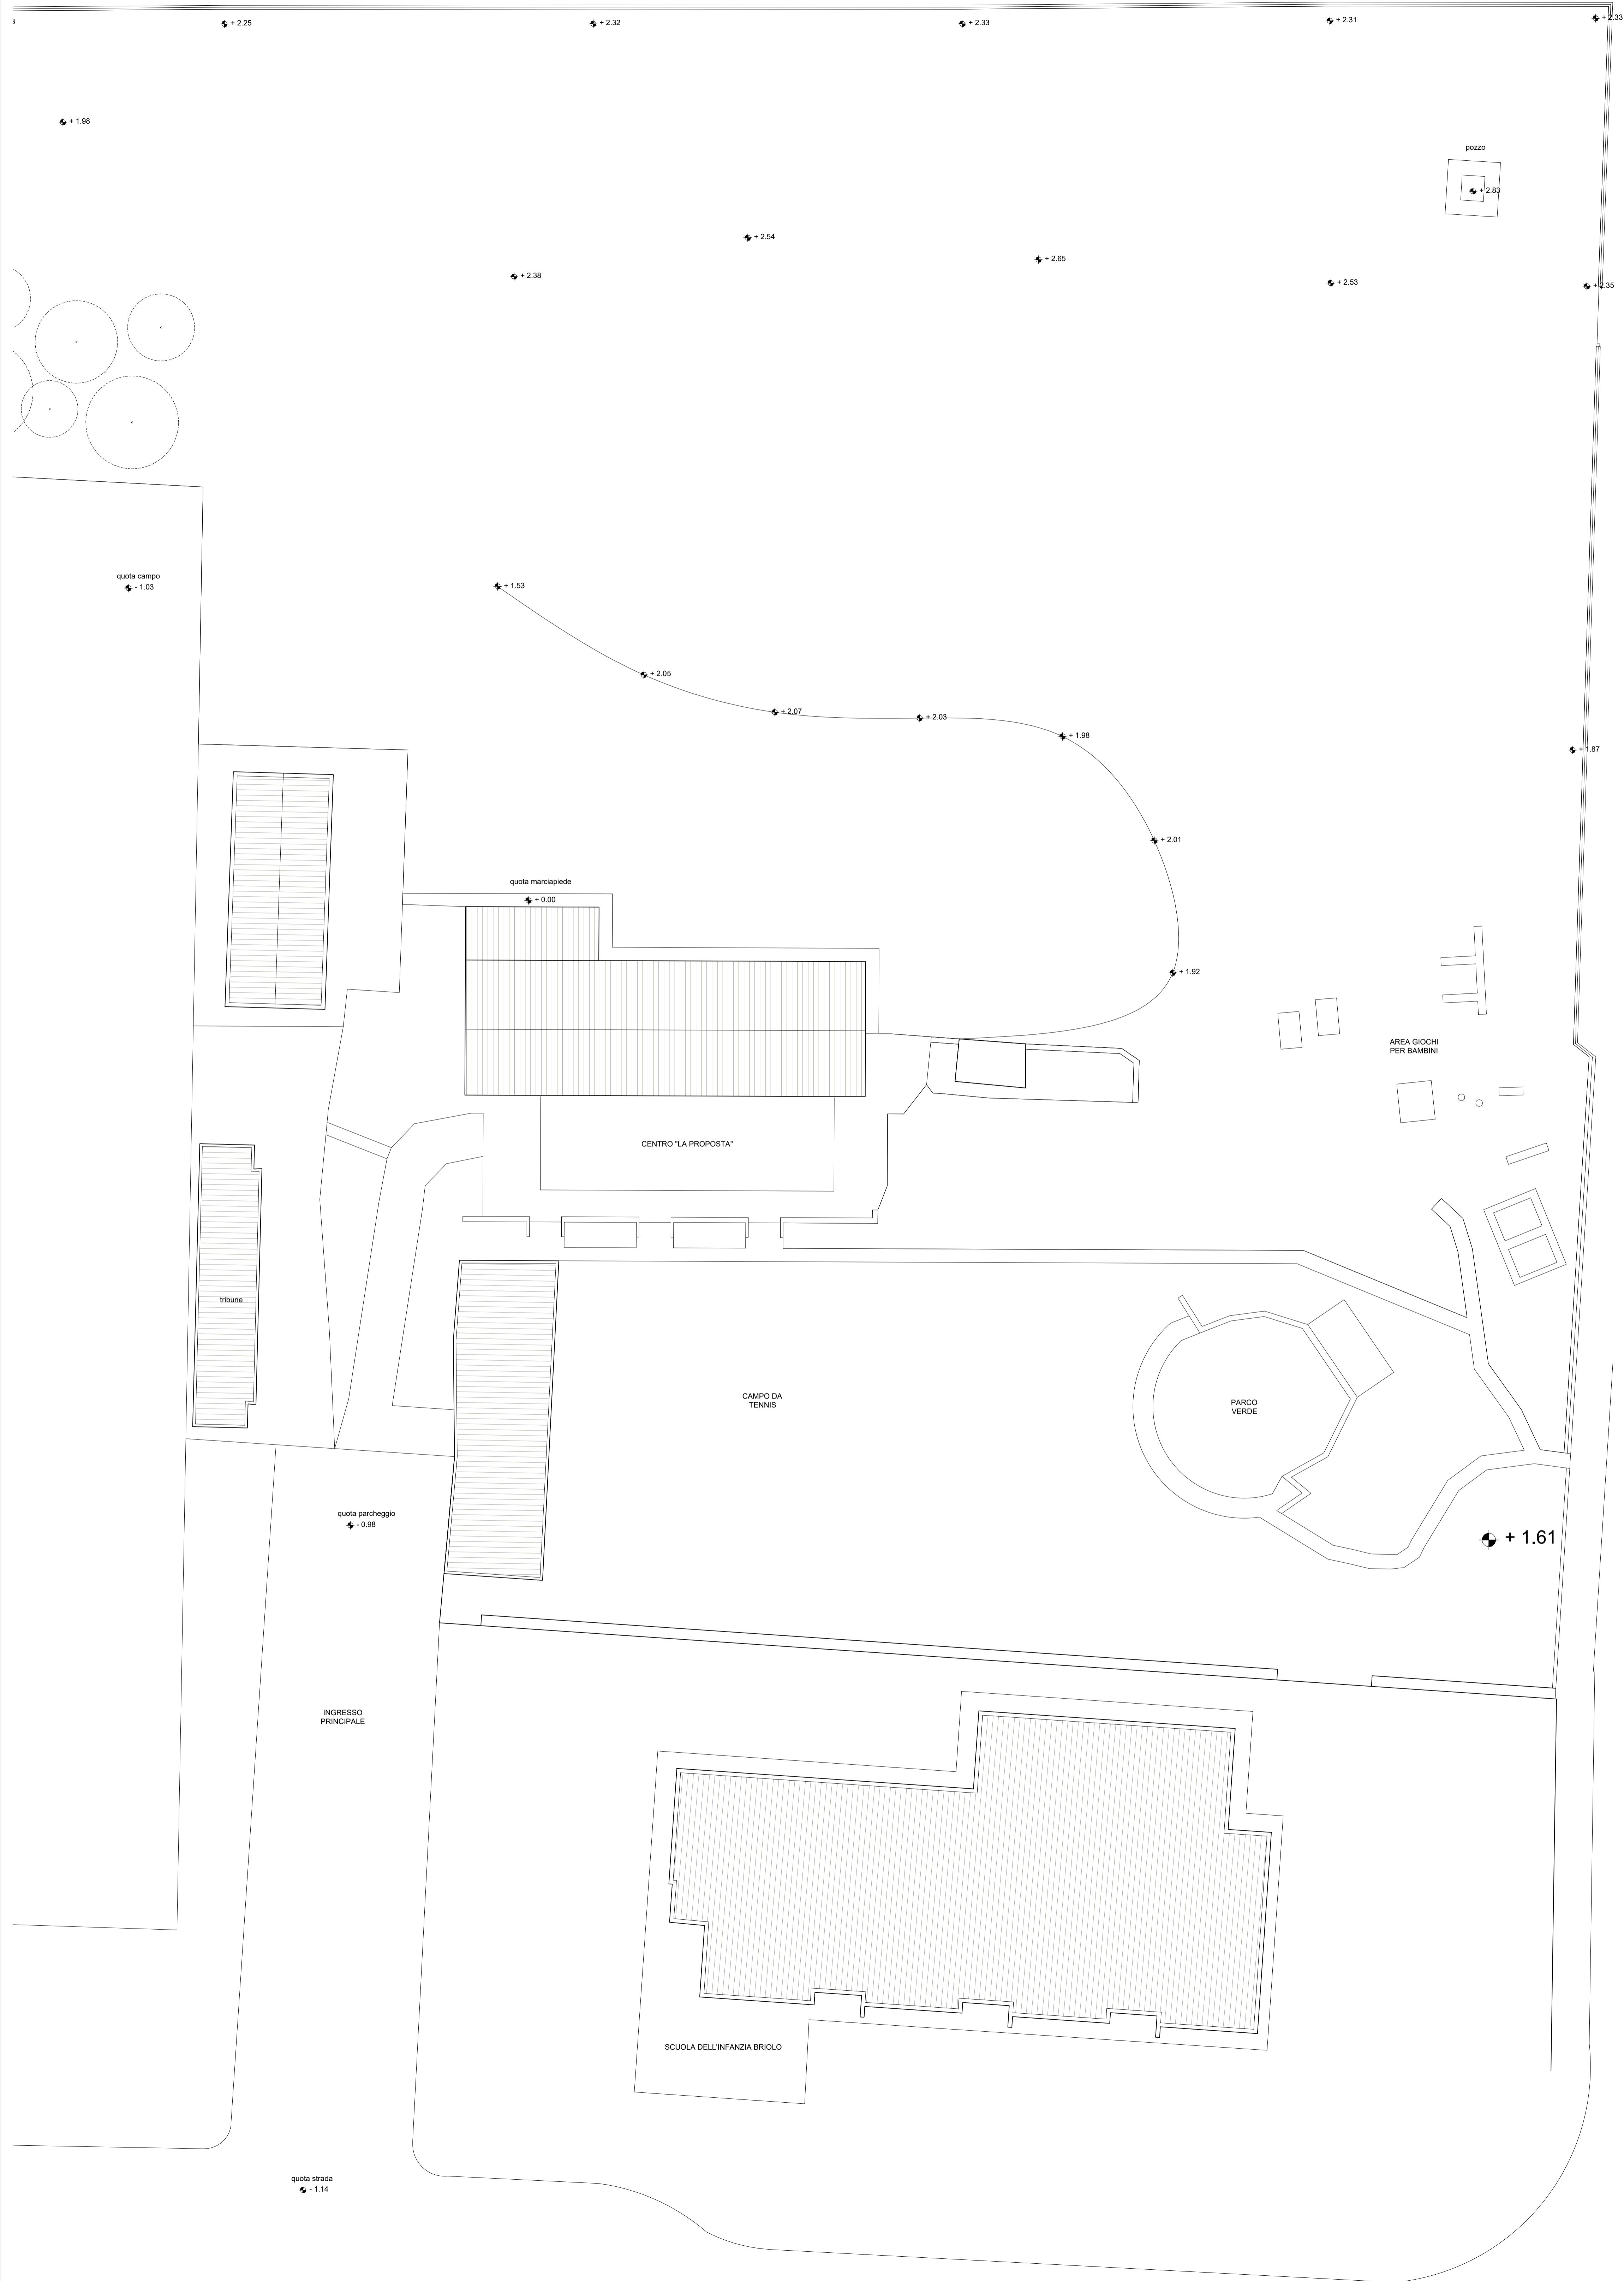 + 2.25
+ 2.32
+ 2.33
+ 2.31
+ 2.33
+ 1.98
pozzo
+ 2.83
+ 2.54
+ 2.65
+ 2.38
+ 2.53
+ 2.35
quota campo
- 1.03
+ 1.53
+ 2.05
+ 2.07
+ 2.03
+ 1.98
+ 1.87
+ 2.01
quota marciapiede
+ 0.00
+ 1.92
AREA GIOCHI
PER BAMBINI
CENTRO "LA PROPOSTA"
tribune
CAMPO DA
TENNIS
PARCO
VERDE
quota parcheggio
- 0.98
+ 1.61
INGRESSO
PRINCIPALE
SCUOLA DELL'INFANZIA BRIOLO
quota strada
- 1.14